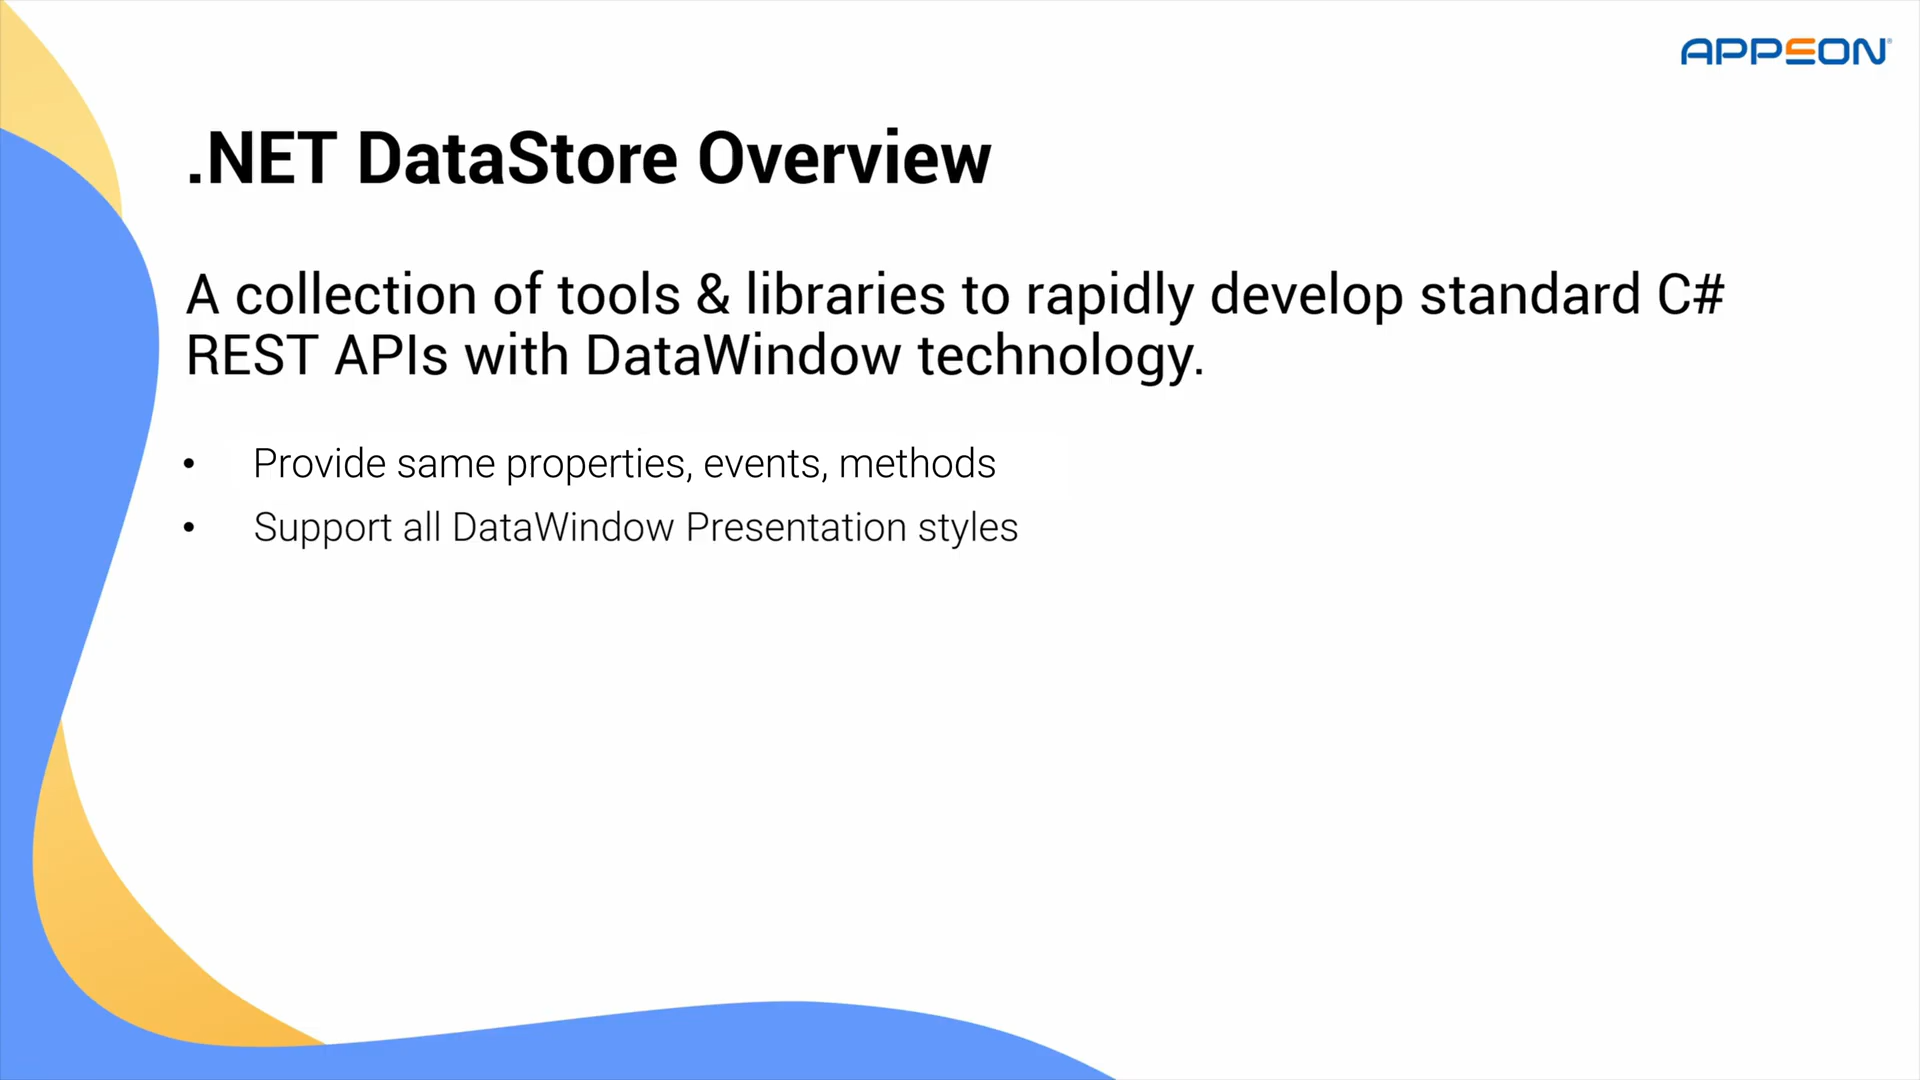 APPEON®
.NET DataStore Overview
A collection of tools & libraries to rapidly develop standard C#
REST APIs with DataWindow technology.
• Provide same properties, events, methods
• Support all DataWindow Presentation styles